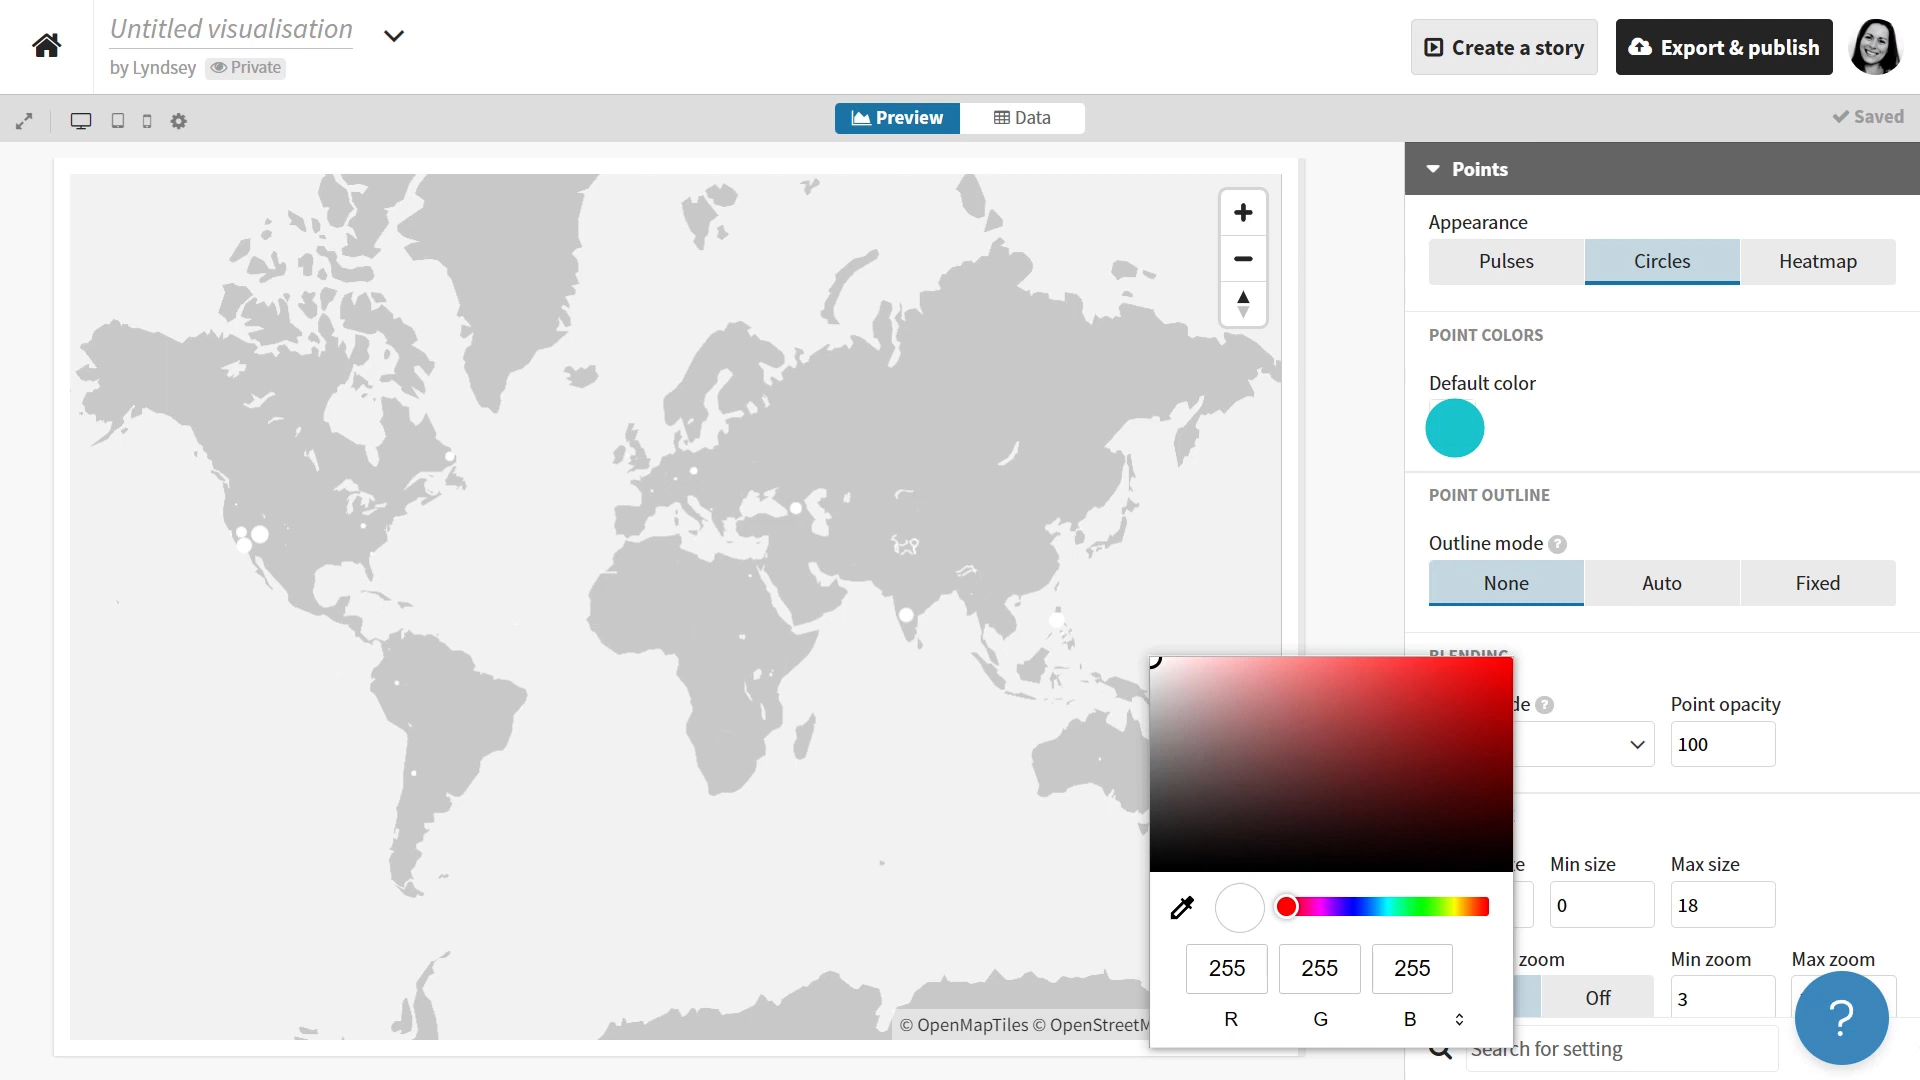 Untitled visualisation
by Lyndsey Private
Create a story
Export & publish
Preview
Data
Saved
Points
Appearance
Pulses
Circles
Heatmap
POINT COLORS
Default color
POINT OUTLINE
Outline mode ?
None
Auto
Fixed
BLENDING
de ?
Point opacity
100
Min size
Max size
0
18
zoom
Min zoom
Max zoom
Off
3
Search for setting
?
255
255
255
R
G
B
© OpenMapTiles © OpenStreetM